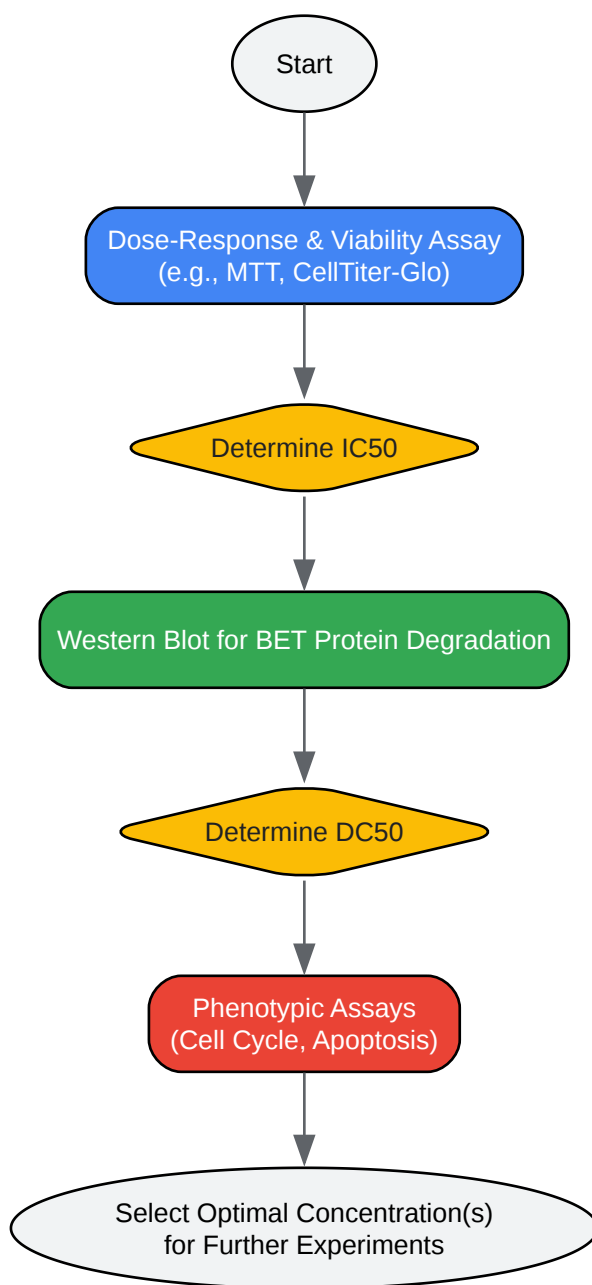 Start
Dose-Response & Viability Assay
(e.g., MTT, CellTiter-Glo)
Determine IC50
Western Blot for BET Protein Degradation
Determine DC50
Phenotypic Assays
(Cell Cycle, Apoptosis)
Select Optimal Concentration(s)
for Further Experiments